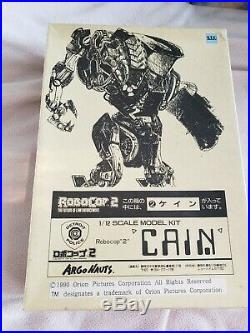 ROBOCOP 2
THE FUTURE OF LAW ENFORCEMENT
この箱の中には、
②ケイン
が入っています。
1/12 SCALE MODEL KIT
DETROIT POLICE
Robocop "2"
CAIN
ロボコップ2
ARGONAUTS
©1990 Orion Pictures Corporation All Rights Reserved.
TM designates a trademark of Orion Pictures Corporation